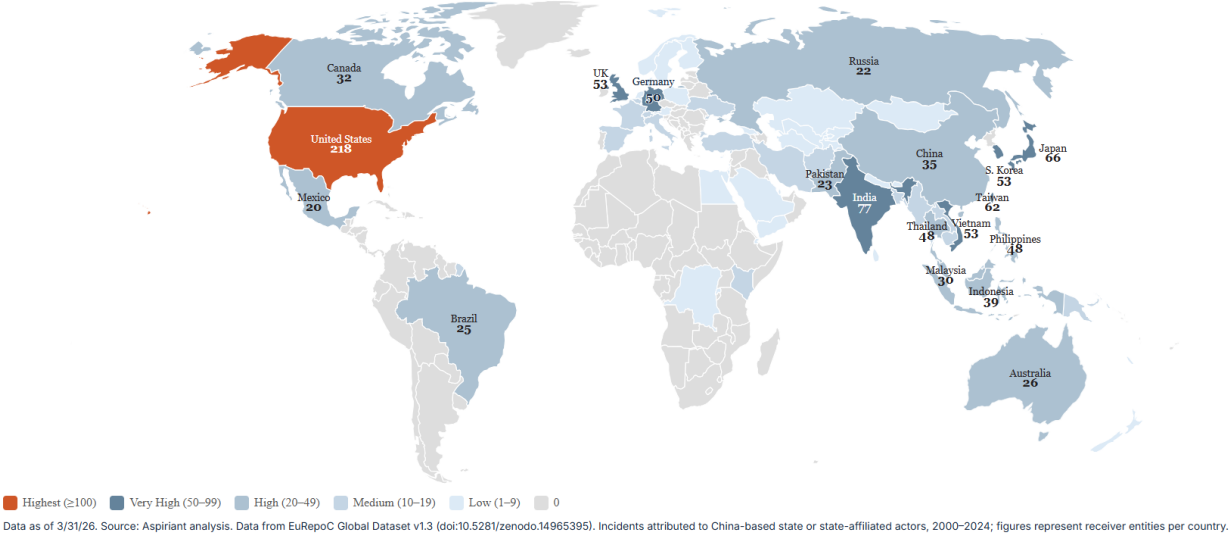 Canada
32
Russia
22
UK
53
Germany
50
United States
218
Japan
66
China
35
S. Korea
53
Pakistan
23
Mexico
20
India
77
Taiwan
62
Thailand
48
Vietnam
53
Philippines
48
Malaysia
30
Indonesia
39
Brazil
25
Australia
26
Highest (≥100) Very High (50–99) High (20–49) Medium (10–19) Low (1–9) 0
Data as of 3/31/26. Source: Aspiriant analysis. Data from EuRepoC Global Dataset v1.3 (doi:10.5281/zenodo.14965395). Incidents attributed to China-based state or state-affiliated actors, 2000–2024; figures represent receiver entities per country.